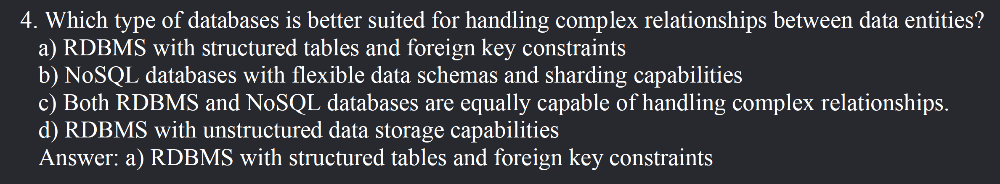 4. Which type of databases is better suited for handling complex relationships between data entities?
a) RDBMS with structured tables and foreign key constraints
b) NoSQL databases with flexible data schemas and sharding capabilities
c) Both RDBMS and NoSQL databases are equally capable of handling complex relationships.
d) RDBMS with unstructured data storage capabilities
Answer: a) RDBMS with structured tables and foreign key constraints